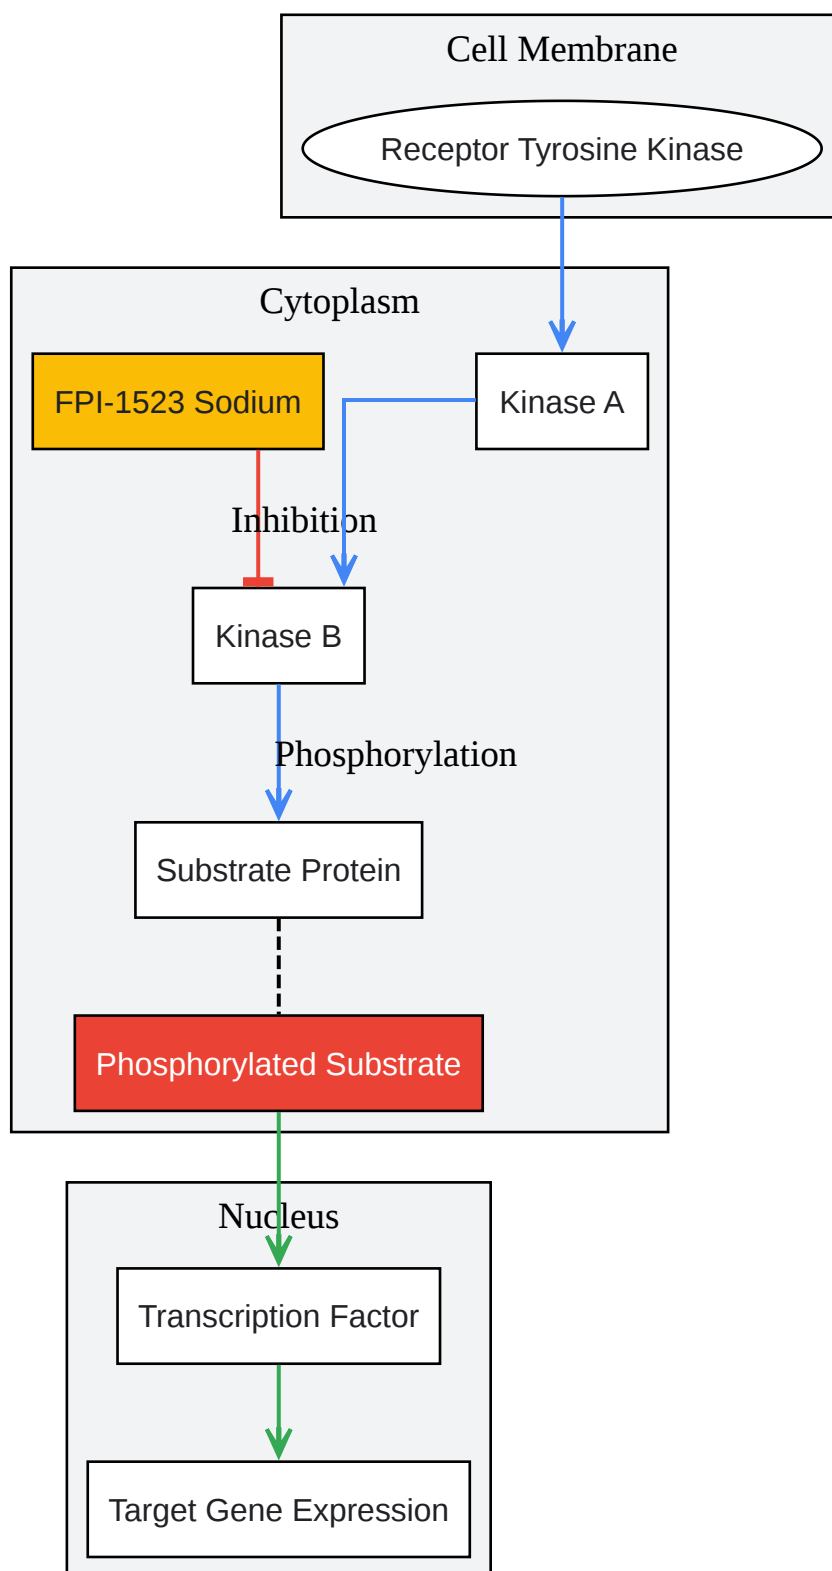 Cell Membrane
Receptor Tyrosine Kinase
Cytoplasm
FPI-1523 Sodium
Kinase A
Inhibition
Kinase B
Phosphorylation
Substrate Protein
Phosphorylated Substrate
Nucleus
Transcription Factor
Target Gene Expression